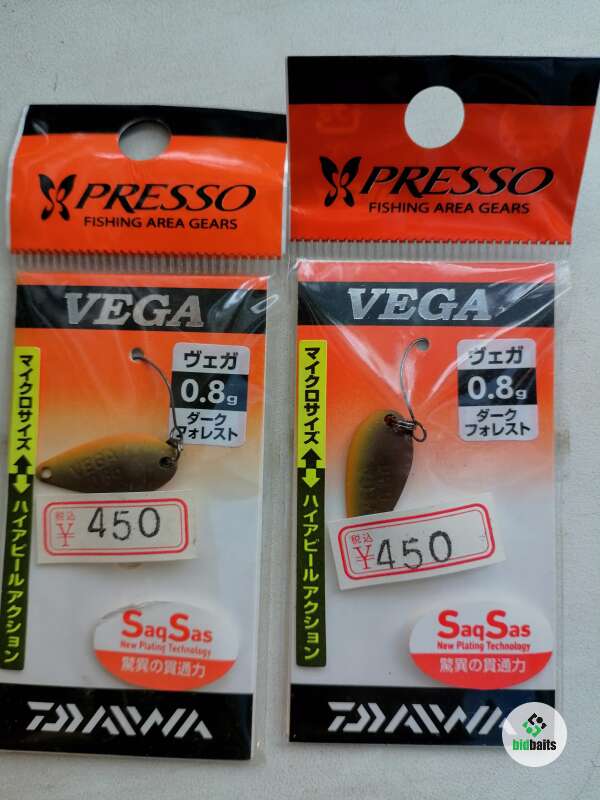 PRESSO
FISHING AREA GEARS
VEGA
ヴェガ
0.8g
ダーク
フォレスト
マイクロサイズ
ハイアピールアクション
VEGA
税込
¥
450
SaqSas
New Plating Technology
驚異の貫通力
DAIWA
PRESSO
FISHING AREA GEARS
VEGA
ヴェガ
0.8g
ダーク
フォレスト
マイクロサイズ
ハイアピールアクション
税込
¥
450
SaqSas
New Plating Technology
驚異の貫通力
DAIWA
bidbaits